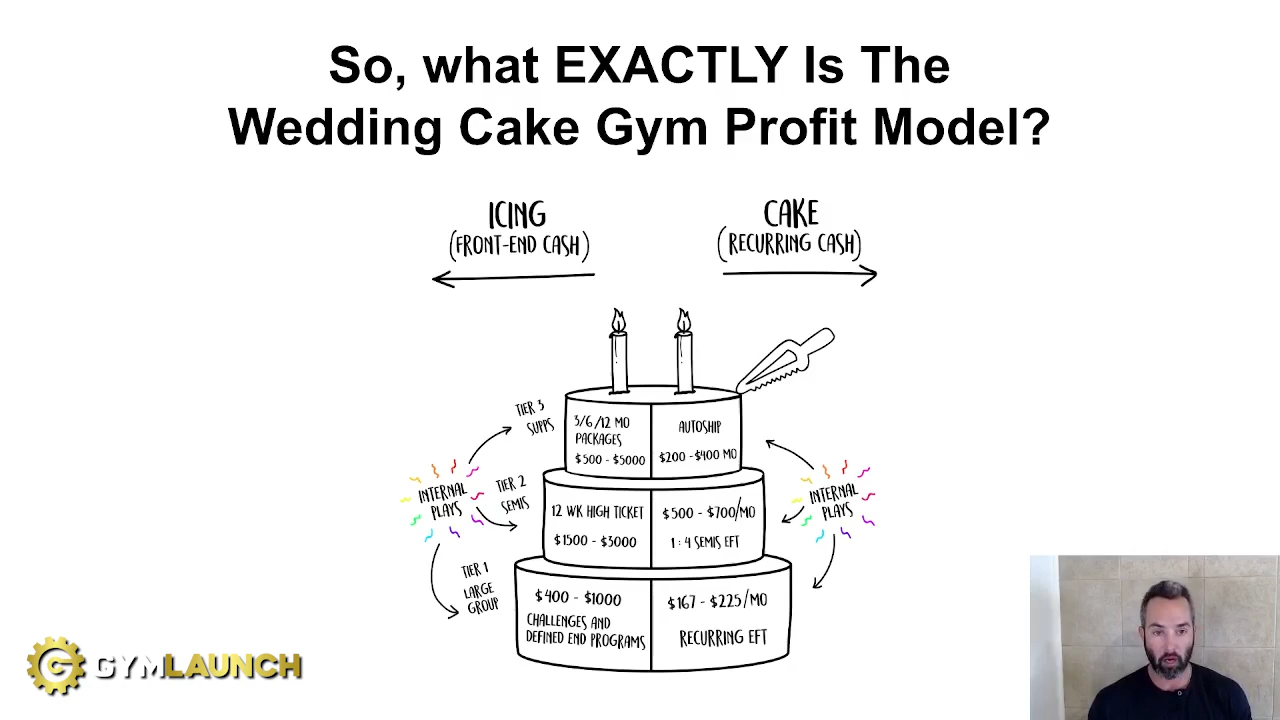 So, what EXACTLY Is The
Wedding Cake Gym Profit Model?
ICING
(FRONT-END CASH)
CAKE
(RECURRING CASH)
TIER 3
SUPPS
3/6/12 MO
PACKAGES
$500 - $5000
AUTOSHIP
$200 - $400 MO
INTERNAL
PLAYS
TIER 2
SEMIS
12 WK HIGH TICKET
$1500 - $3000
$500 - $700/MO
1:4 SEMIS EFT
INTERNAL
PLAYS
TIER 1
LARGE
GROUP
$400 - $1000
CHALLENGES AND
DEFINED END PROGRAMS
$167 - $225/MO
RECURRING EFT
G GYMLAUNCH